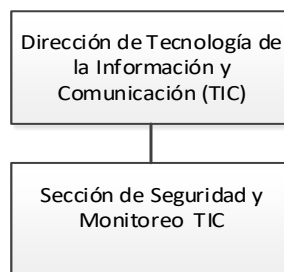 Dirección de Tecnología de
la Información y
Comunicación (TIC)
Sección de Seguridad y
Monitoreo TIC